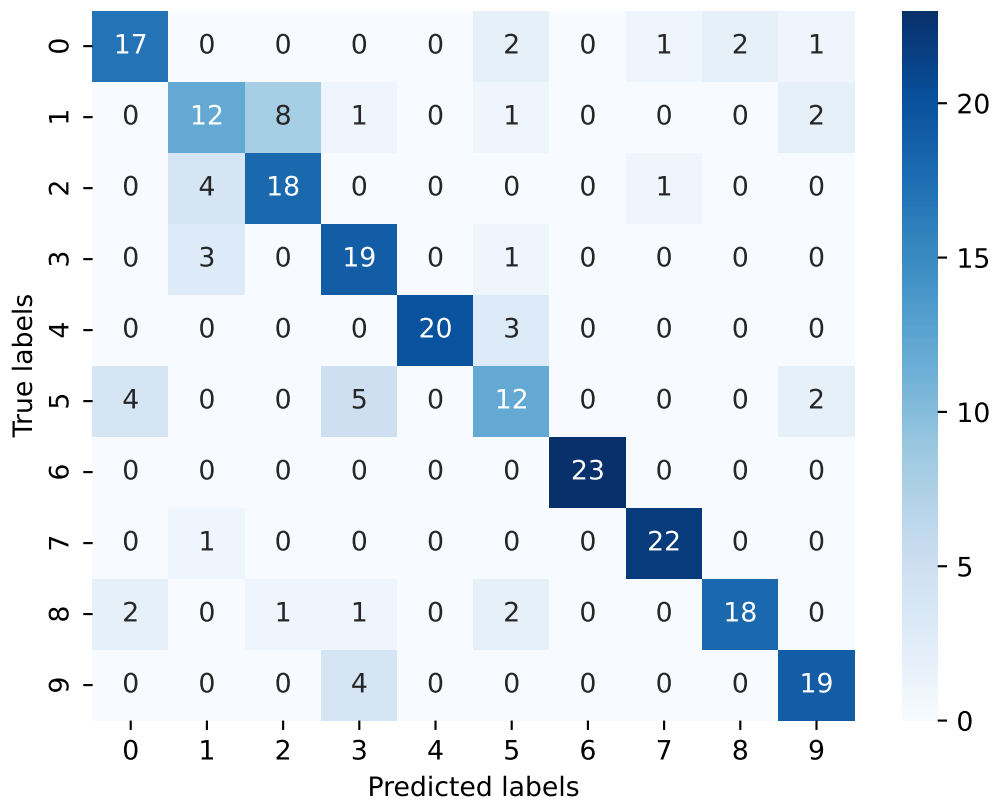 0 17 0 0 0 0 2 0 1 2 1
1 0 12 8 1 0 1 0 0 0 2
2 0 4 18 0 0 0 0 1 0 0
3 0 3 0 19 0 1 0 0 0 0
4 0 0 0 0 20 3 0 0 0 0
5 4 0 0 5 0 12 0 0 0 2
6 0 0 0 0 0 0 23 0 0 0
7 0 1 0 0 0 0 0 22 0 0
8 2 0 1 1 0 2 0 0 18 0
9 0 0 0 4 0 0 0 0 0 19
0 1 2 3 4 5 6 7 8 9
Predicted labels
True labels
20
15
10
5
0